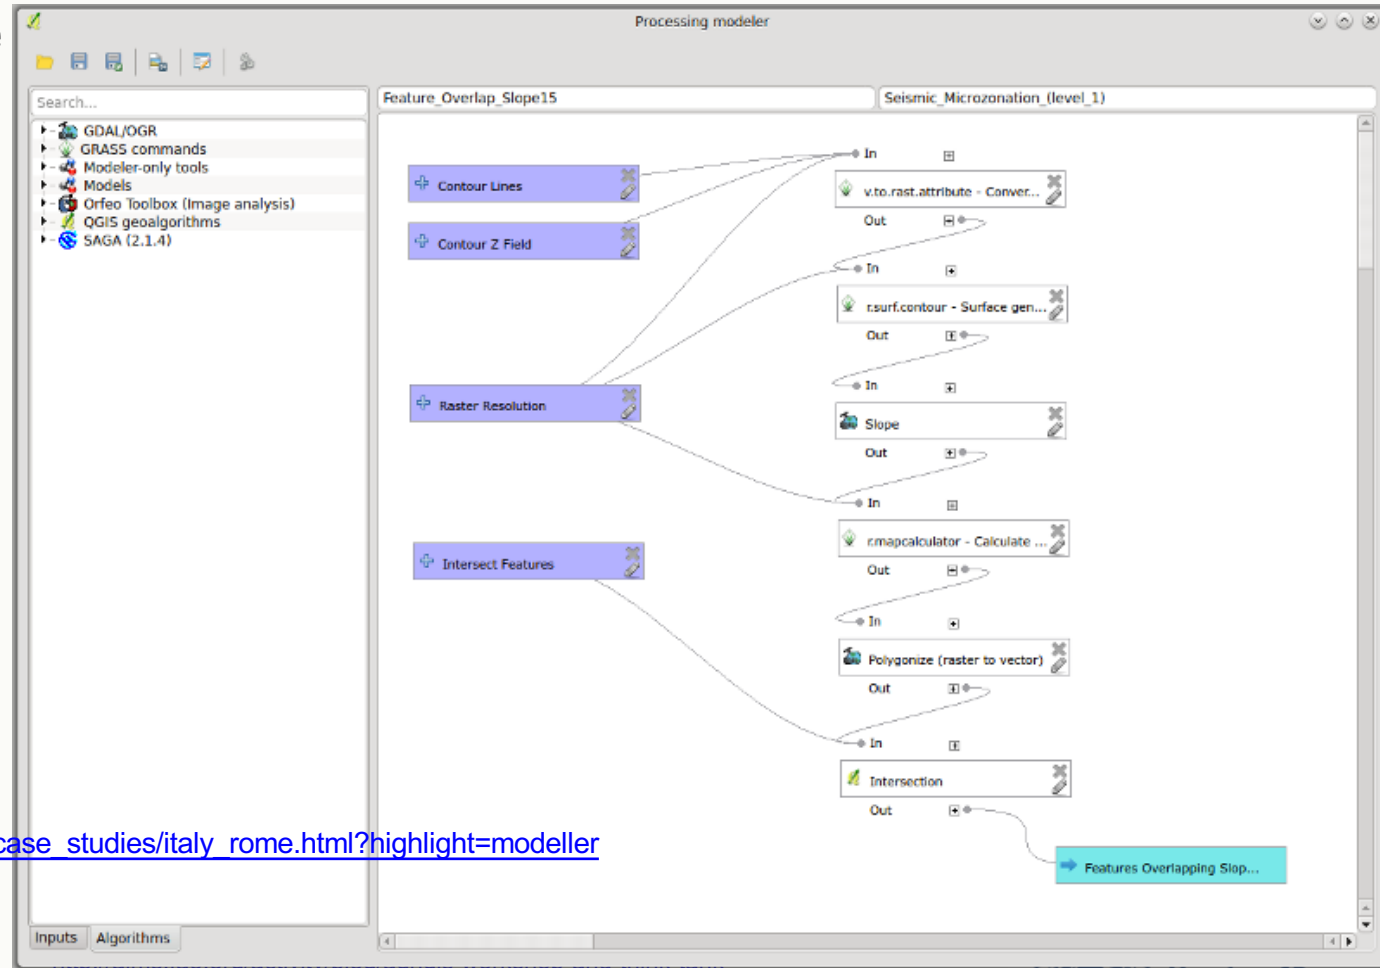 Processing modeler
Search...
Feature_Overlap_Slope15
Seismic_Microzonation_(level_1)
GDAL/OGR
GRASS commands
Modeler-only tools
Models
Orfeo Toolbox (Image analysis)
QGIS geoalgorithms
SAGA (2.1.4)
In
Contour Lines
v.to.rast.attribute - Conver...
Out
Contour Z Field
In
r.surf.contour - Surface gen...
Out
In
Raster Resolution
Slope
Out
In
r.mapcalculator - Calculate ...
Intersect Features
Out
In
Polygonize (raster to vector)
Out
In
Intersection
Out
case_studies/italy_rome.html?highlight=modeller
Features Overlapping Slop...
Inputs
Algorithms